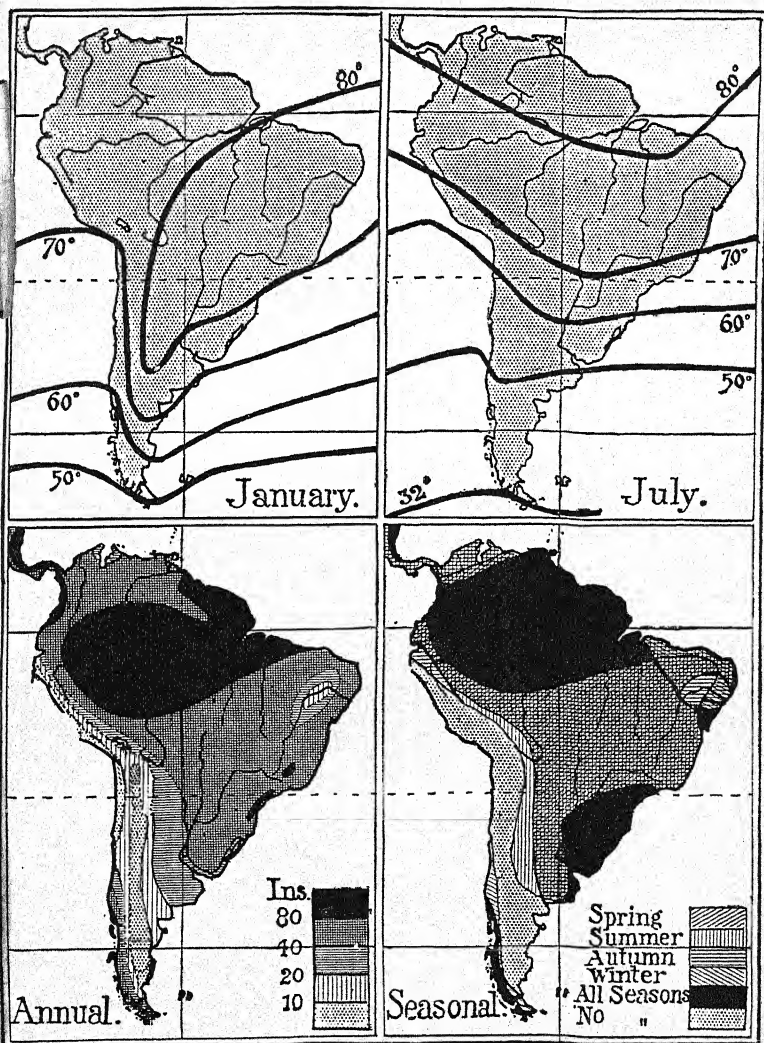 80°
70°
60°
50°
January.
80°
70°
60°
50°
32°
July.
Ins.
80
40
20
10
Annual.
Spring
Summer
Autumn
Winter
" All Seasons
No "
Seasonal.
"